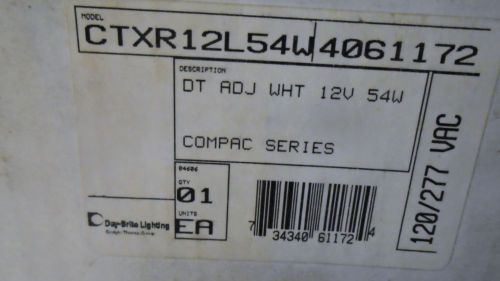 MODEL
CTXR12L54W 4061172
DESCRIPTION
DT ADJ WHT 12V 54W
COMPAC SERIES
84606
QTY
01
UNITS
EA
Day-Brite Lighting
7 34340 61172 4
120/277 VAC